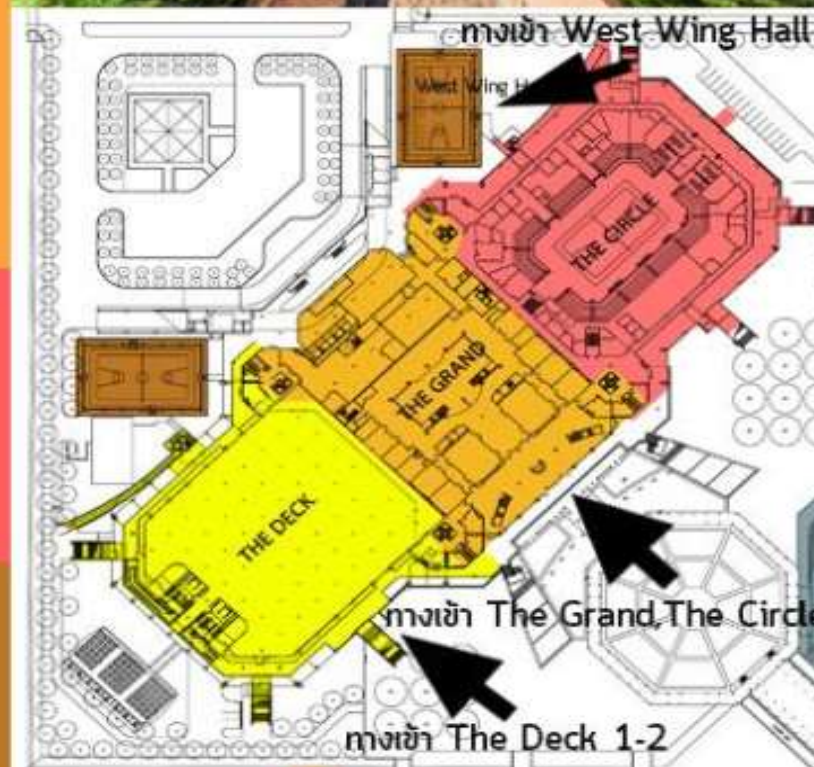 ทางเข้า West Wing Hall
West Wing H
THE CIRCLE
THE GRAND
THE DECK
ทางเข้า The Grand,The Circle
ทางเข้า The Deck 1-2